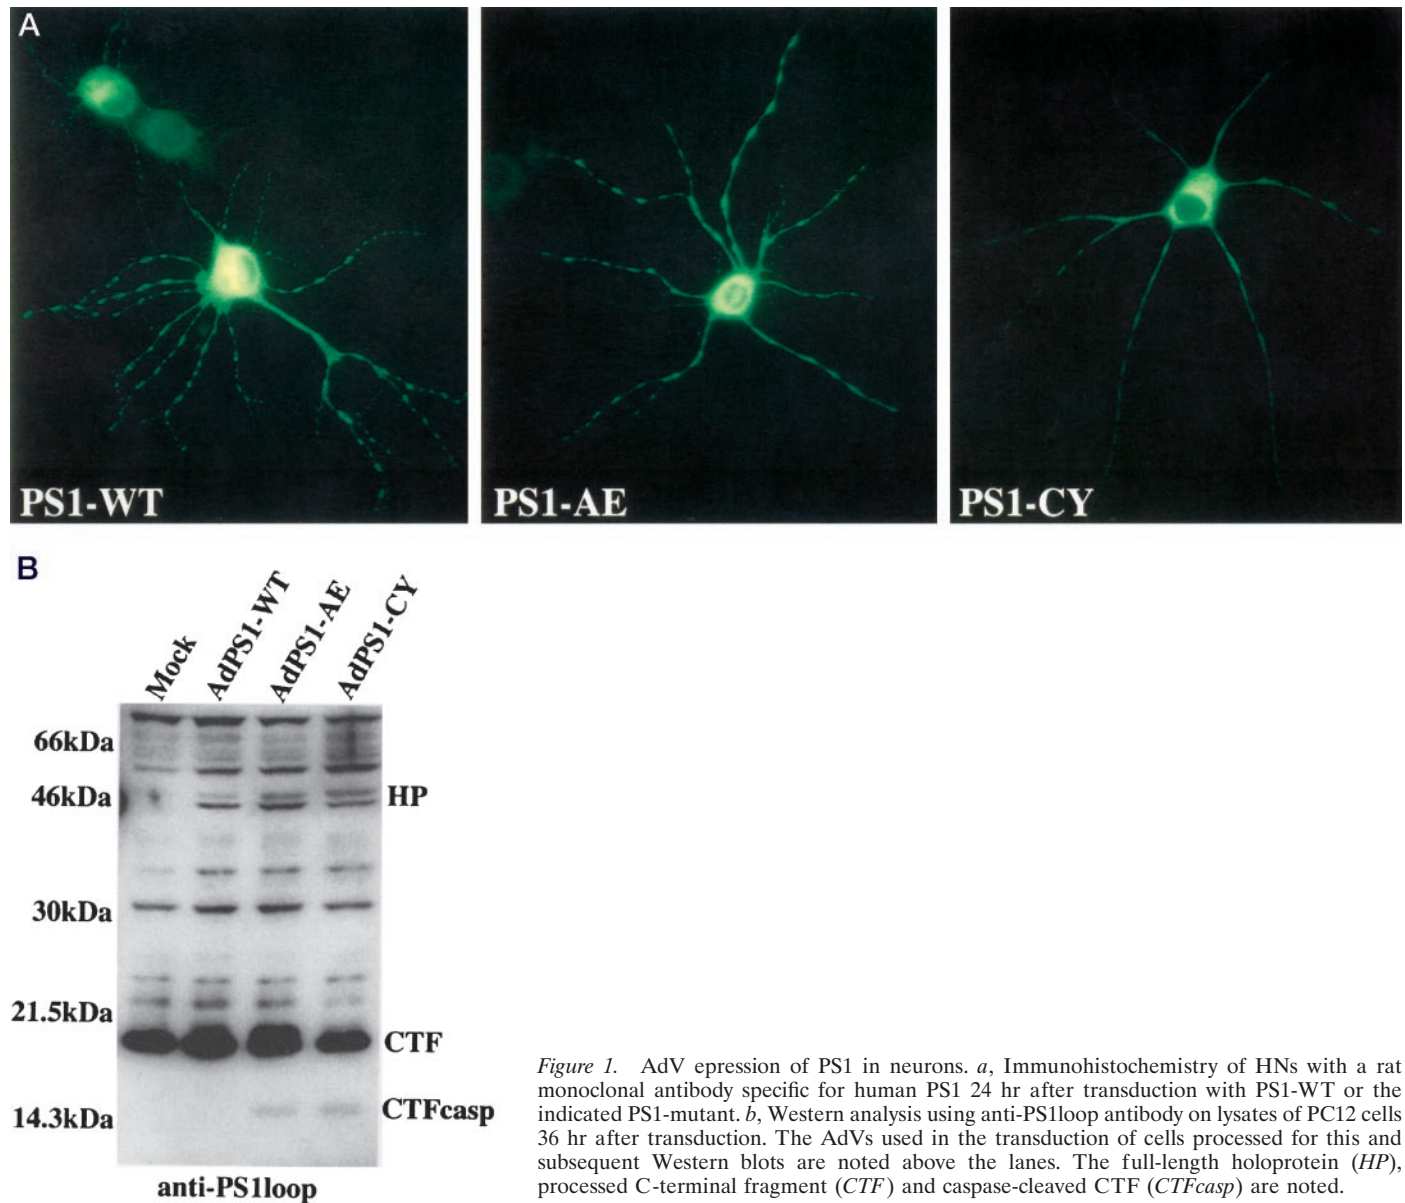 A
PS1-WT
PS1-AE
PS1-CY
B
Mock
AdPS1-WT
AdPS1-AE
AdPS1-CY
66kDa
46kDa
HP
30kDa
21.5kDa
CTF
14.3kDa
CTFcasp
anti-PS1loop
Figure 1. AdV epression of PS1 in neurons. a, Immunohistochemistry of HNs with a rat
monoclonal antibody specific for human PS1 24 hr after transduction with PS1-WT or the
indicated PS1-mutant. b, Western analysis using anti-PS1loop antibody on lysates of PC12 cells
36 hr after transduction. The AdVs used in the transduction of cells processed for this and
subsequent Western blots are noted above the lanes. The full-length holoprotein (HP),
processed C-terminal fragment (CTF) and caspase-cleaved CTF (CTFcasp) are noted.